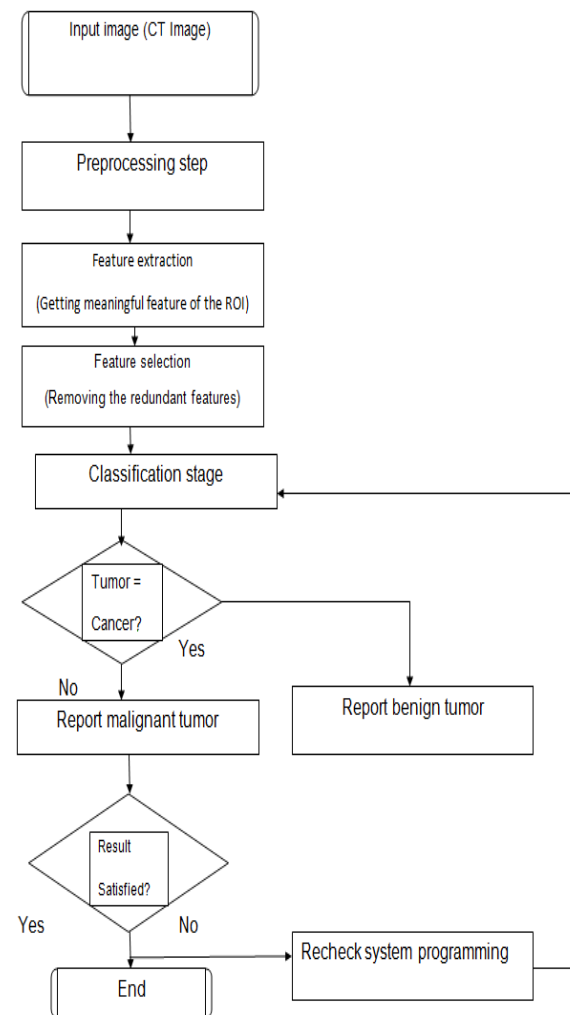 Input image (CT Image)
Preprocessing step
Feature extraction
(Getting meaningful feature of the ROI)
Feature selection
(Removing the redundant features)
Classification stage
Tumor =
Cancer?
Yes
No
Report malignant tumor
Report benign tumor
Result
Satisfied?
Yes
No
Recheck system programming
End